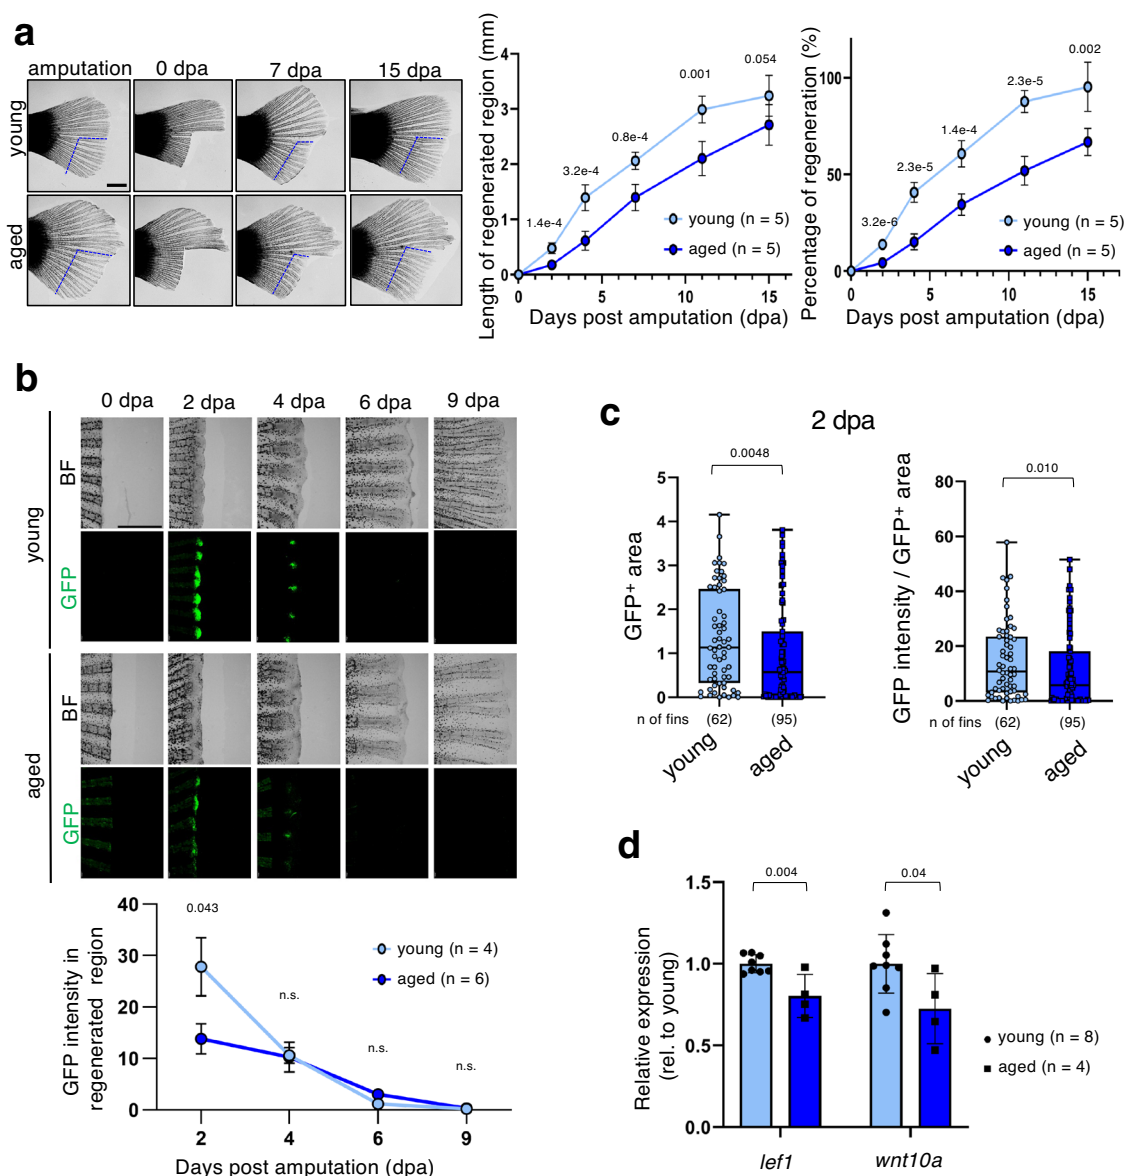 a
amputation
0 dpa
7 dpa
15 dpa
young
aged
Length of regenerated region (mm)
4
3
2
1
0
0
5
10
15
1.4e-4
3.2e-4
0.8e-4
0.001
0.054
young (n = 5)
aged (n = 5)
Days post amputation (dpa)
Percentage of regeneration (%)
100
50
0
0
5
10
15
3.2e-6
2.3e-5
1.4e-4
2.3e-5
0.002
young (n = 5)
aged (n = 5)
Days post amputation (dpa)
b
0 dpa
2 dpa
4 dpa
6 dpa
9 dpa
young
BF
GFP
aged
BF
GFP
GFP intensity in
regenerated region
40
30
20
10
0
0.043
n.s.
n.s.
n.s.
young (n = 4)
aged (n = 6)
2
4
6
9
Days post amputation (dpa)
c
2 dpa
GFP+ area
5
4
3
2
1
0
0.0048
n of fins
(62)
(95)
young
aged
GFP intensity / GFP+ area
80
60
40
20
0
0.010
n of fins
(62)
(95)
young
aged
d
Relative expression
(rel. to young)
1.5
1.0
0.5
0.0
0.004
0.04
young (n = 8)
aged (n = 4)
lef1
wnt10a